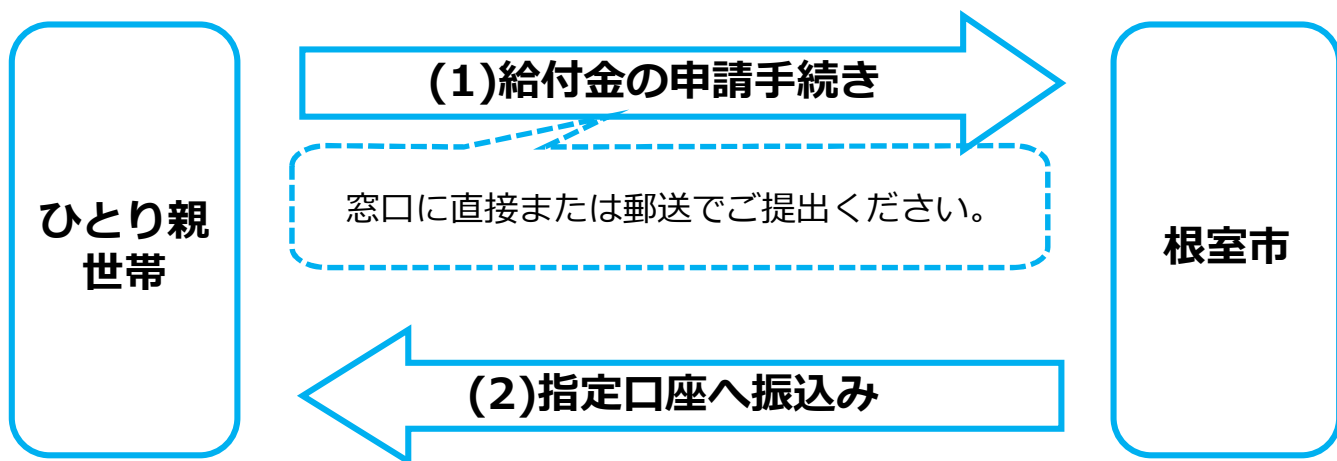 (1)給付金の申請手続き
窓口に直接または郵送でご提出ください。
ひとり親
世帯
根室市
(2)指定口座へ振込み